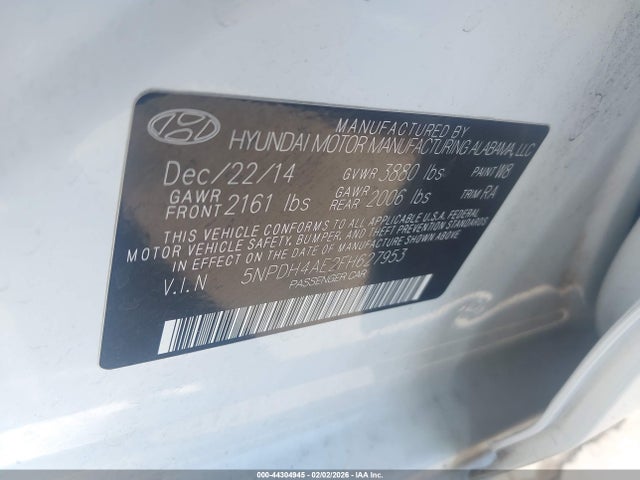 MANUFACTURED BY
HYUNDAI MOTOR MANUFACTURING ALABAMA, LLC
Dec/22/14 GVWR 3880 lbs PAINT W8
GAWR FRONT 2161 lbs GAWR REAR 2006 lbs TRIM RA
THIS VEHICLE CONFORMS TO ALL APPLICABLE U.S.A. FEDERAL
MOTOR VEHICLE SAFETY, BUMPER, AND THEFT PREVENTION
STANDARDS IN EFFECT ON THE DATE OF MANUFACTURE SHOWN ABOVE.
V.I.N 5NPDH4AE2FH627953
PASSENGER CAR
000-44304945 - 02/02/2026 - IAAI.COM